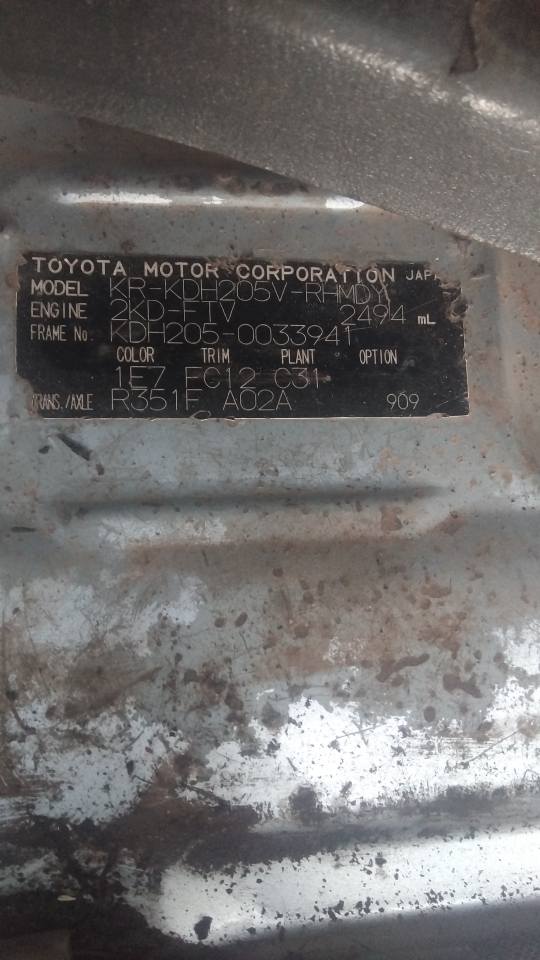 TOYOTA MOTOR CORPORATION JAPA
MODEL KR-KDH205V-RHMDY
ENGINE 2KD-FTV 2494 mL
FRAME No. KDH205-0033941
COLOR TRIM PLANT OPTION
1E7 FC12 C31
TRANS./AXLE R351F A02A 909